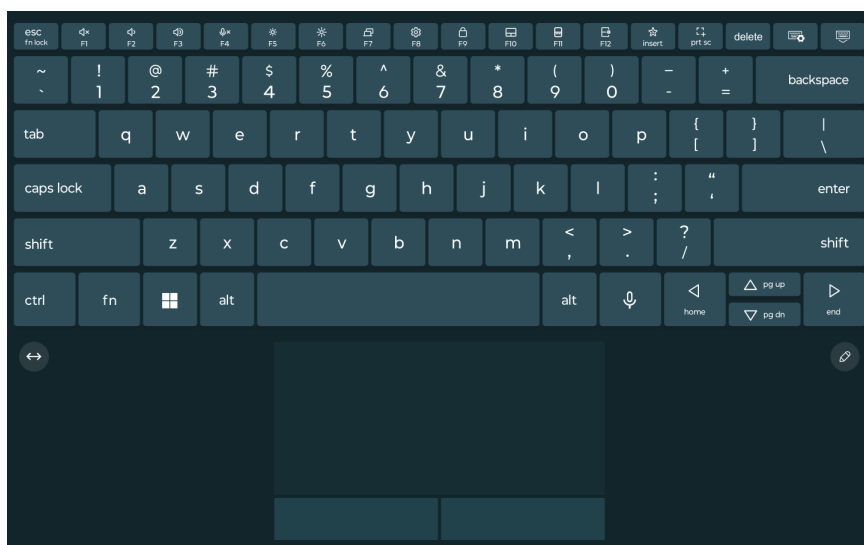 esc delete
fn lock F1 F2 F3 F4 F5 F6 F7 F8 F9 F10 F11 F12 insert prt sc
~ ! @ # $ % ^ & * ( ) — +
` 1 2 3 4 5 6 7 8 9 0 - = backspace
tab q w e r t y u i o p { } |
[ ] \
caps lock a s d f g h j k l : “ enter
; ‘
shift z x c v b n m < > ? shift
, . /
ctrl fn alt alt pg up
home pg dn end